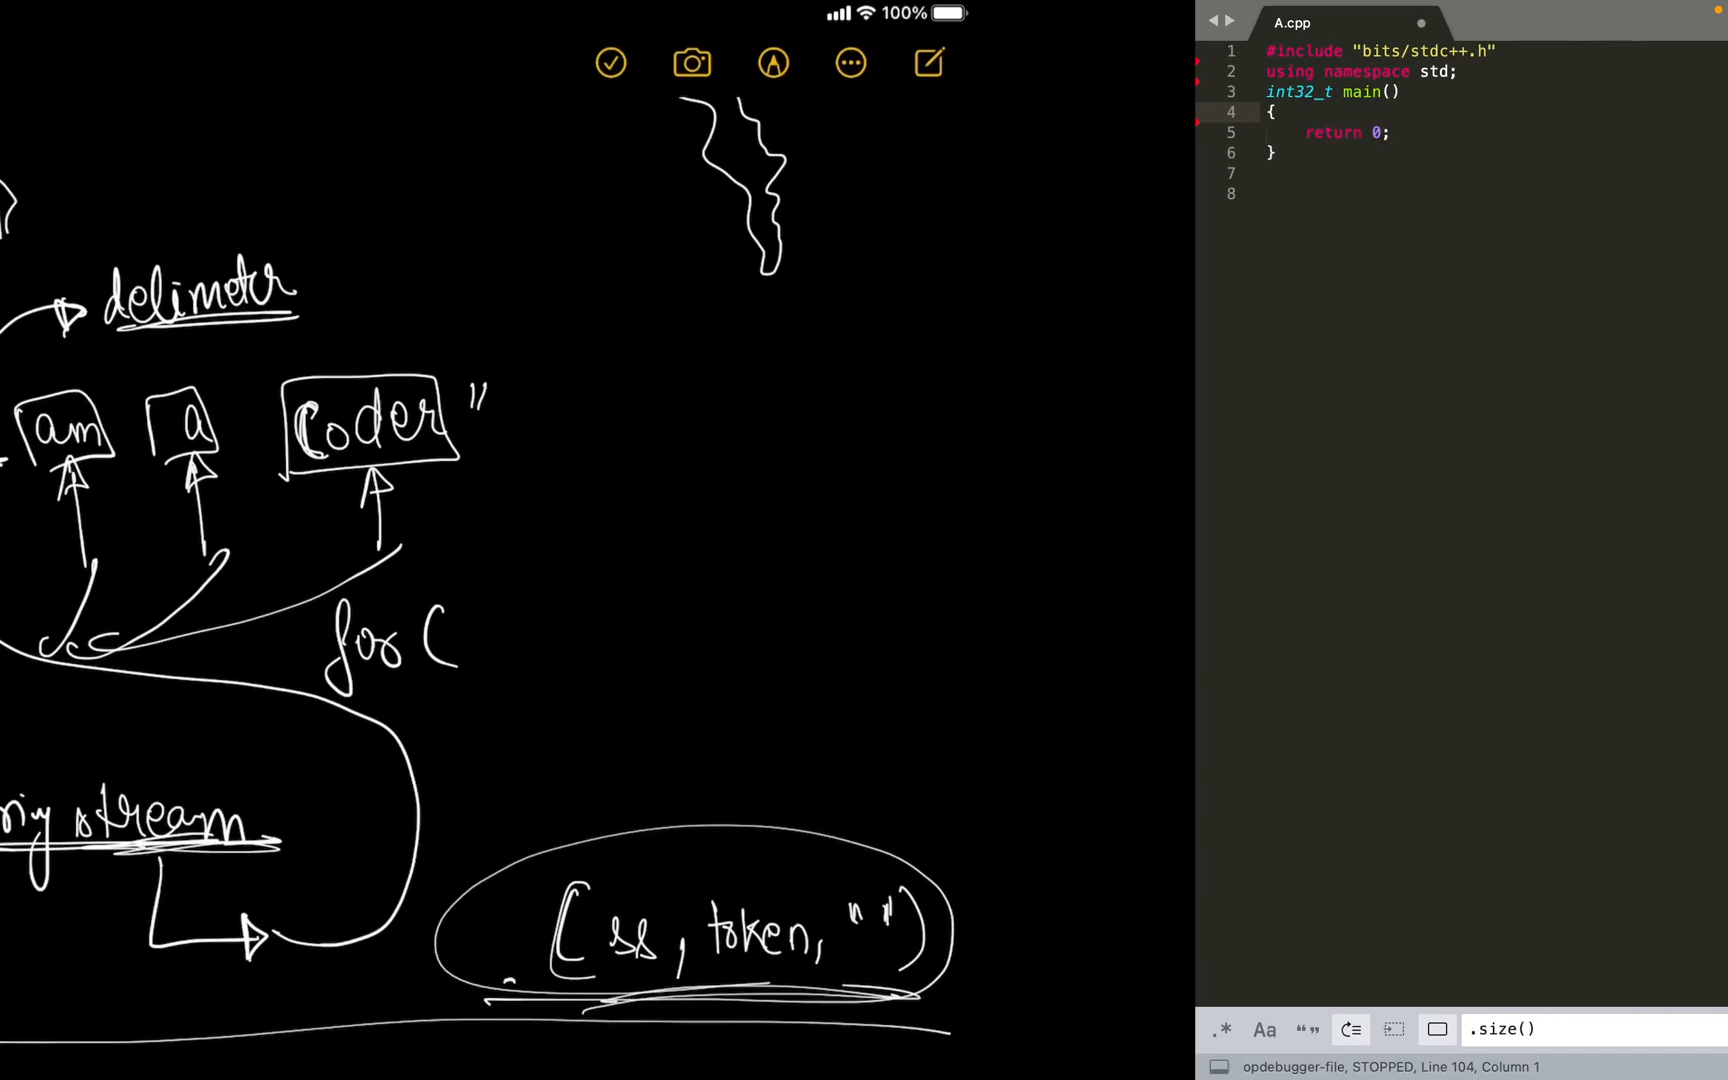 100%
delimeter
am a Coder "
for (
stream
( ss, token, " " )
A.cpp
1 #include "bits/stdc++.h"
2 using namespace std;
3 int32_t main()
4 {
5 return 0;
6 }
7
8
.* Aa “ ” .size()
opdebugger-file, STOPPED, Line 104, Column 1